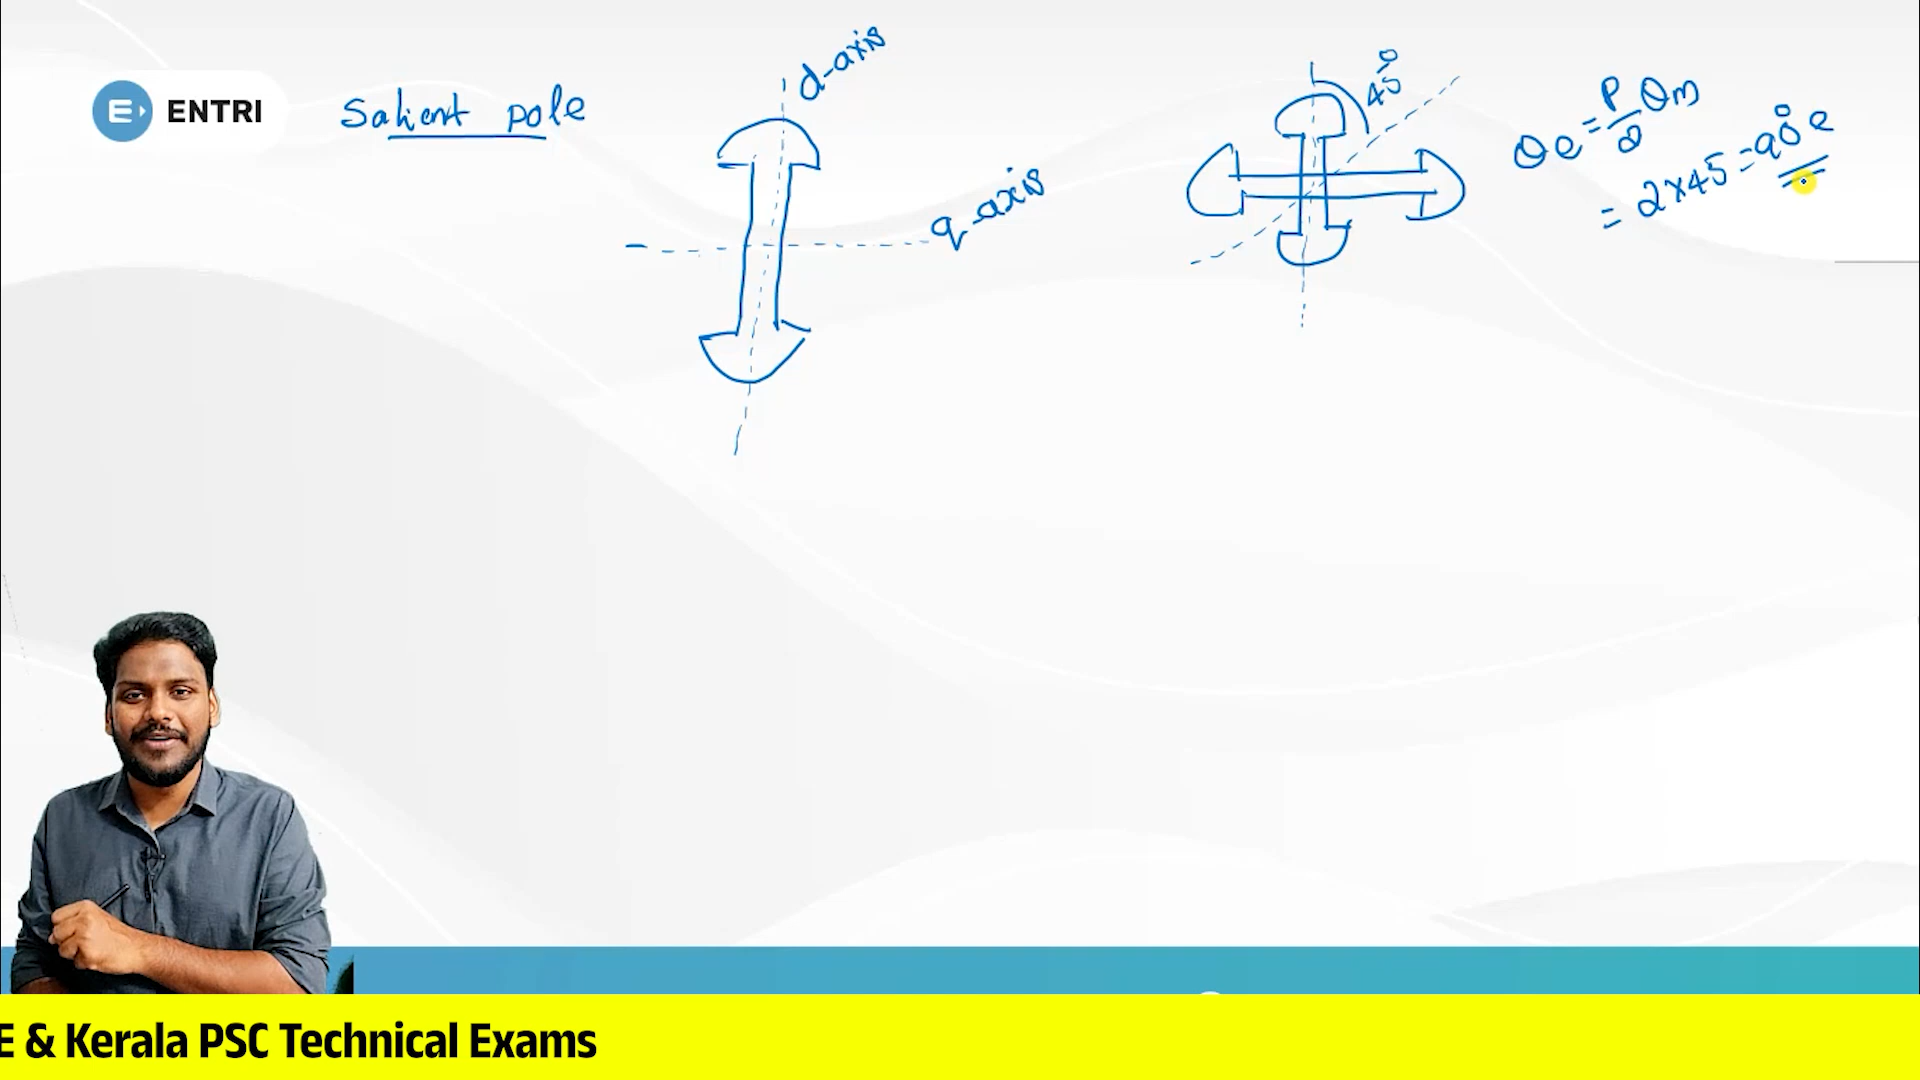 ENTRI
Salient pole
d-axis
q-axis
45°
θe = P/2 θm
= 2×45 = 90°e
E & Kerala PSC Technical Exams